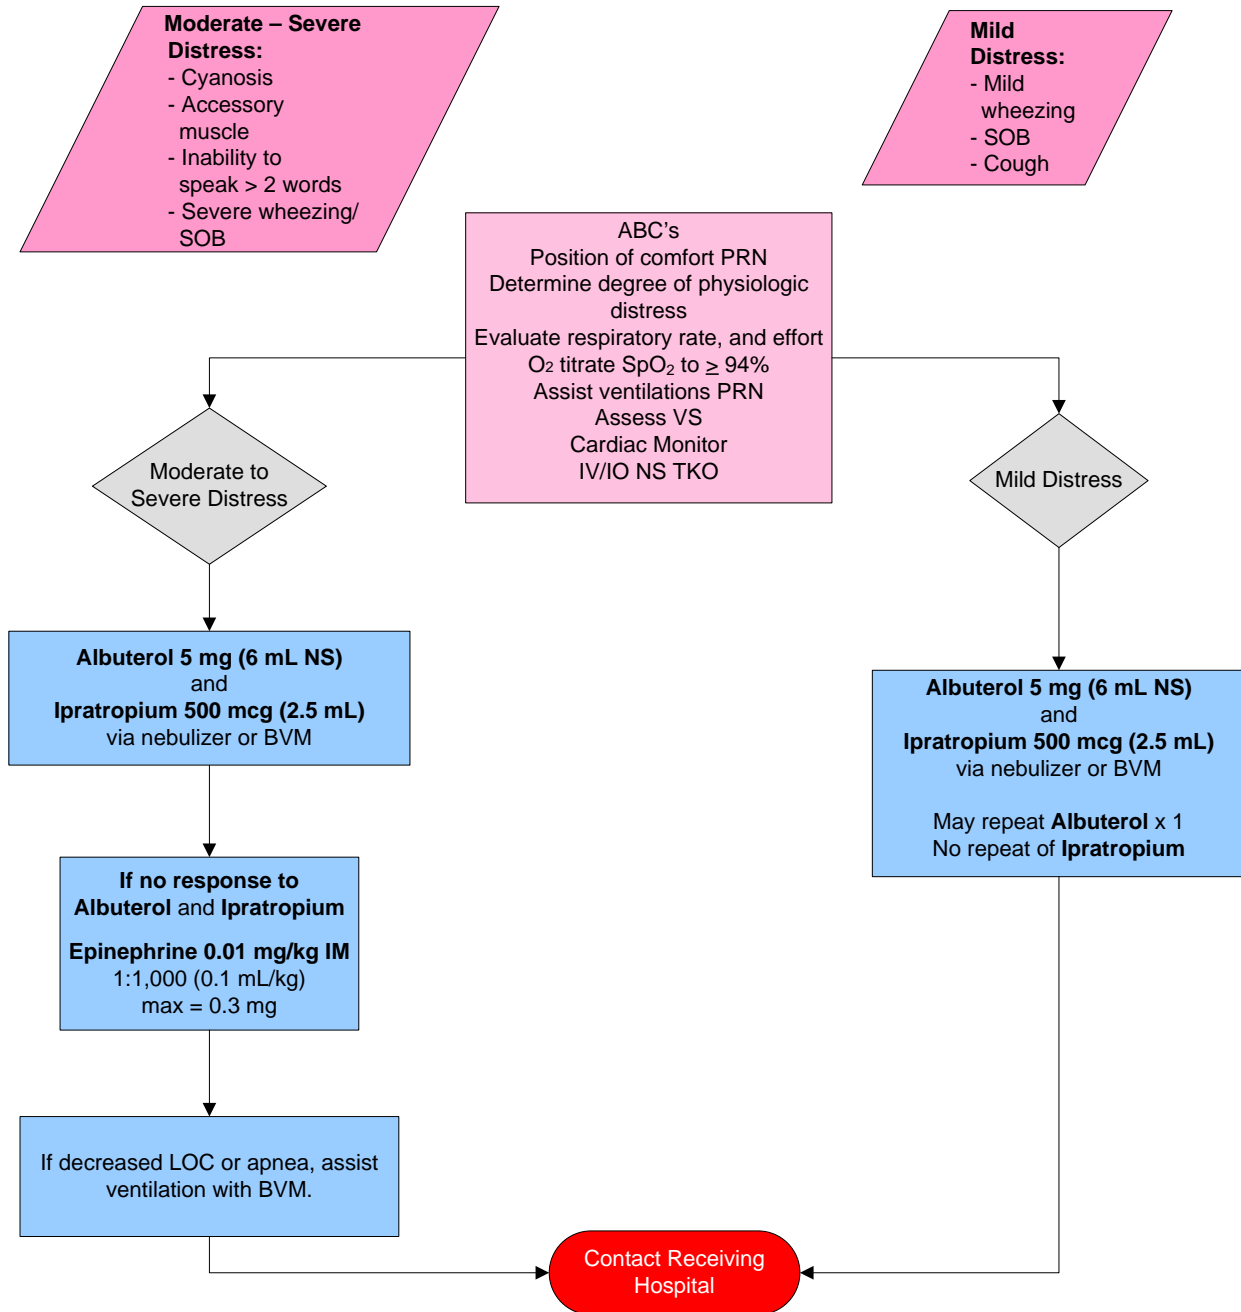 Moderate – Severe
Distress:
- Cyanosis
- Accessory
muscle
- Inability to
speak > 2 words
- Severe wheezing/
SOB
Mild
Distress:
- Mild
wheezing
- SOB
- Cough
ABC’s
Position of comfort PRN
Determine degree of physiologic
distress
Evaluate respiratory rate, and effort
O2 titrate SpO2 to ≥ 94%
Assist ventilations PRN
Assess VS
Cardiac Monitor
IV/IO NS TKO
Moderate to
Severe Distress
Mild Distress
Albuterol 5 mg (6 mL NS)
and
Ipratropium 500 mcg (2.5 mL)
via nebulizer or BVM
Albuterol 5 mg (6 mL NS)
and
Ipratropium 500 mcg (2.5 mL)
via nebulizer or BVM
May repeat Albuterol x 1
No repeat of Ipratropium
If no response to
Albuterol and Ipratropium
Epinephrine 0.01 mg/kg IM
1:1,000 (0.1 mL/kg)
max = 0.3 mg
If decreased LOC or apnea, assist
ventilation with BVM.
Contact Receiving
Hospital